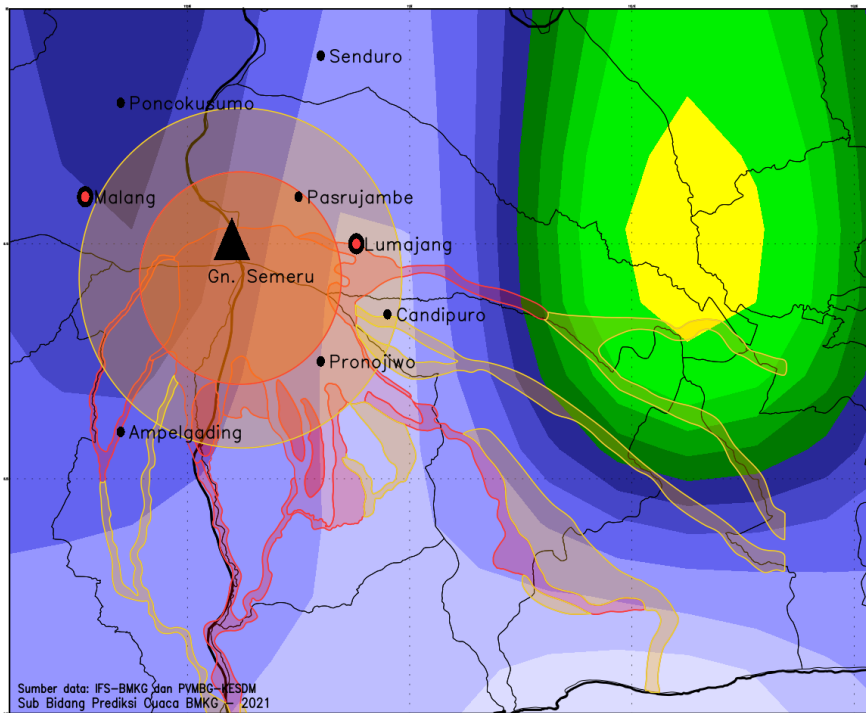 Senduro
Poncokusumo
Malang
Pasrujambe
Lumajang
Gn. Semeru
Candipuro
Pronojiwo
Ampelgading
Sumber data: IFS-BMKG dan PVMBG-KESDM
Sub Bidang Prediksi Cuaca BMKG - 2021